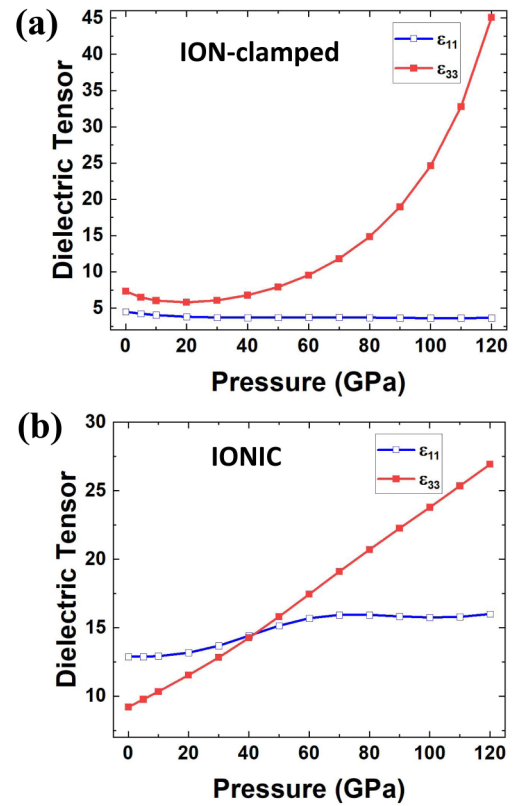 (a)
ION-clamped
ε11
ε33
45
40
35
30
25
20
15
10
5
Dielectric Tensor
0 20 40 60 80 100 120
Pressure (GPa)
(b)
IONIC
ε11
ε33
30
25
20
15
10
Dielectric Tensor
0 20 40 60 80 100 120
Pressure (GPa)